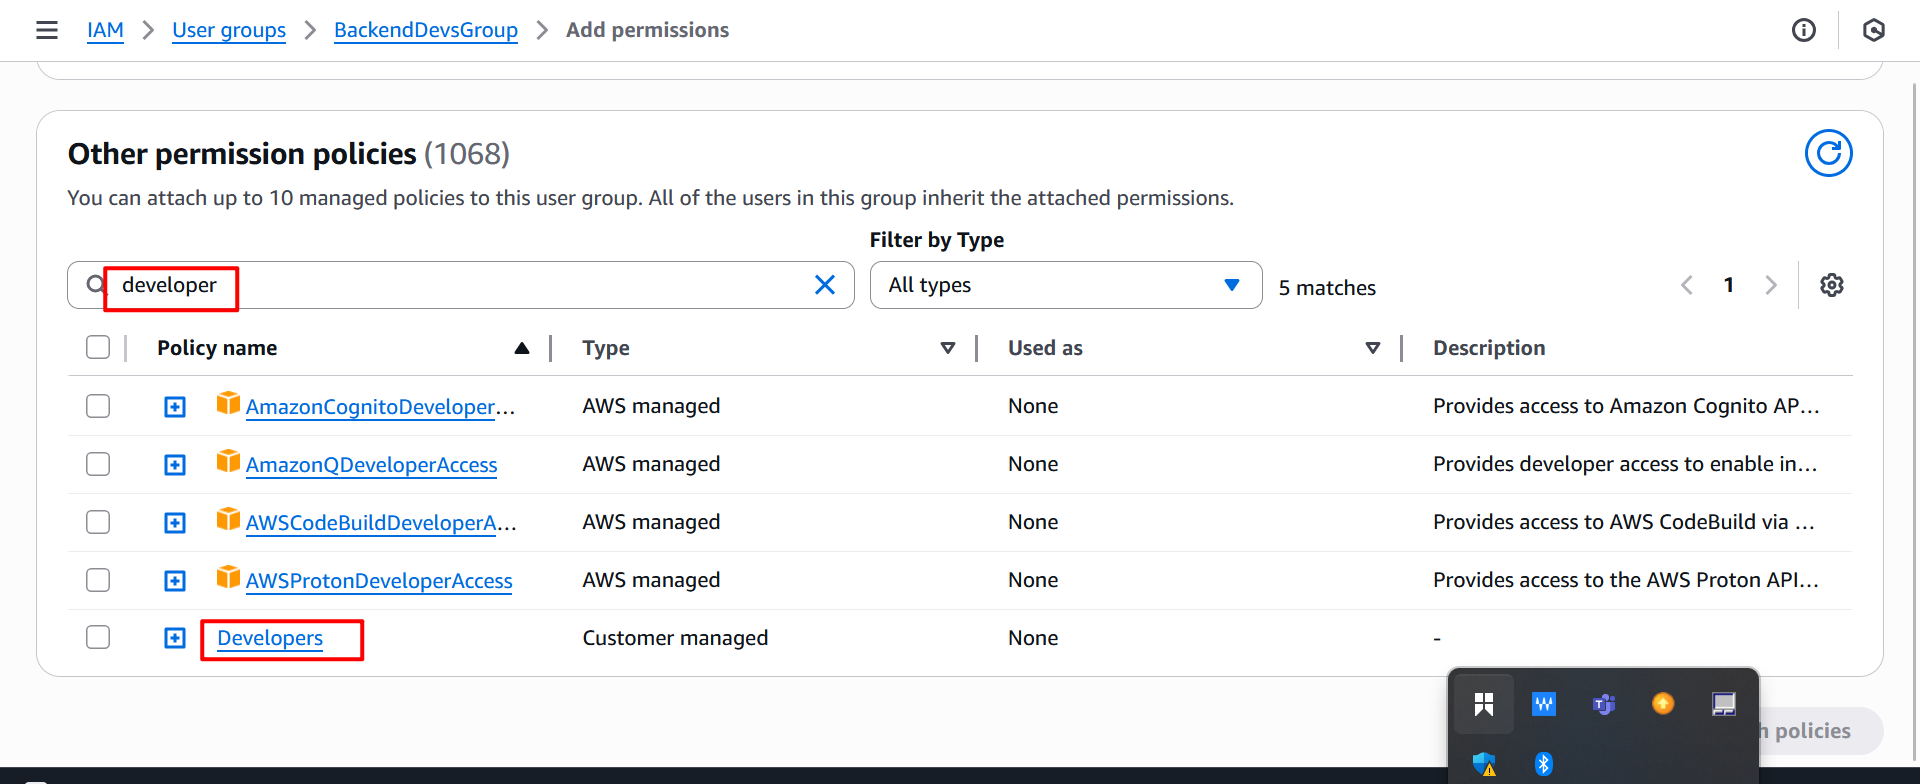 IAM > User groups > BackendDevsGroup > Add permissions
Other permission policies (1068)
You can attach up to 10 managed policies to this user group. All of the users in this group inherit the attached permissions.
Filter by Type
developer All types 5 matches 1
Policy name Type Used as Description
AmazonCognitoDeveloper... AWS managed None Provides access to Amazon Cognito AP...
AmazonQDeveloperAccess AWS managed None Provides developer access to enable in...
AWSCodeBuildDeveloperA... AWS managed None Provides access to AWS CodeBuild via ...
AWSProtonDeveloperAccess AWS managed None Provides access to the AWS Proton API...
Developers Customer managed None -
policies